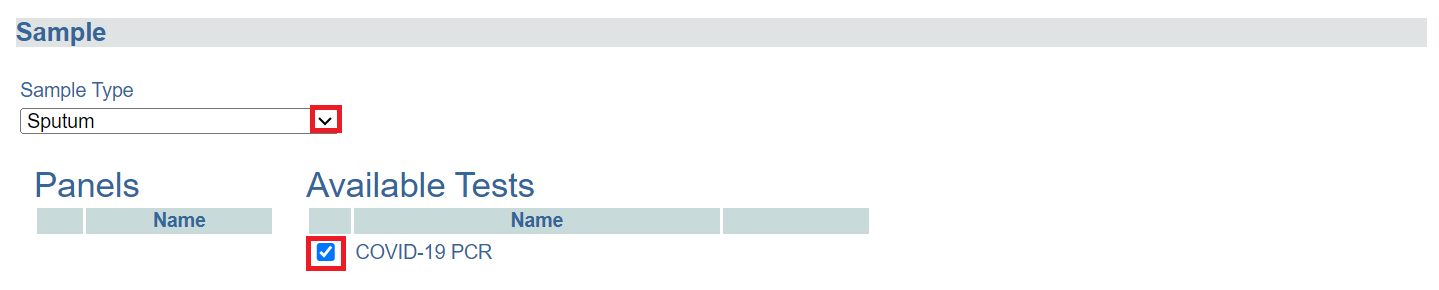 Sample
Sample Type
Sputum
Panels
Available Tests
Name
Name
COVID-19 PCR